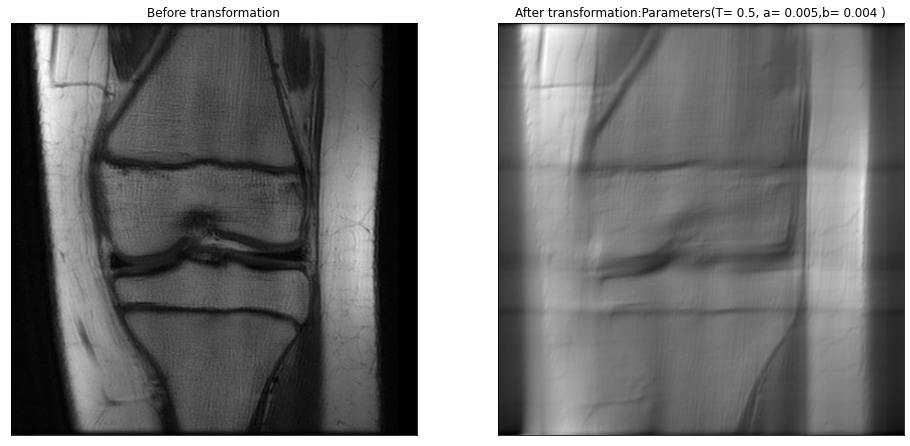 Before transformation
After transformation:Parameters(T= 0.5, a= 0.005,b= 0.004 )